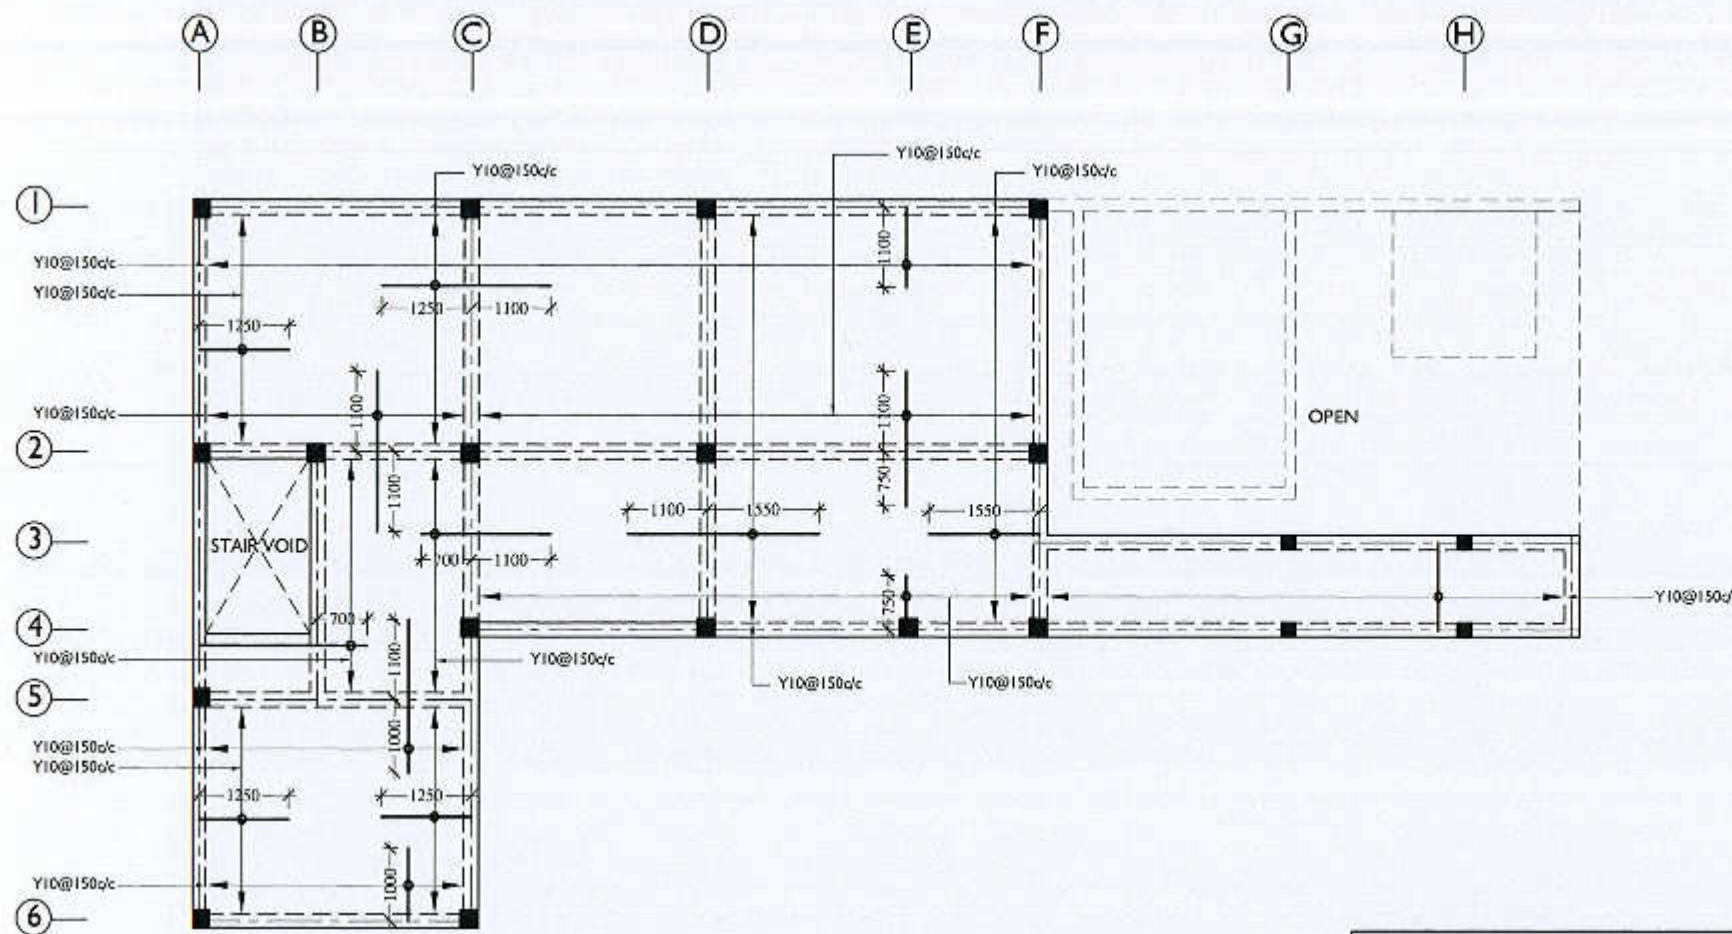 A B C D E F G H
Y10@150c/c
Y10@150c/c Y10@150c/c
1
1100
Y10@150c/c
Y10@150c/c
1250 1100
1250
1100 1100
Y10@150c/c
OPEN
2
1100 750
1100 1550 1550
3
STAIR VOID
700 1100
750
Y10@150c/
700
4
1100
Y10@150c/c Y10@150c/c
Y10@150c/c Y10@150c/c
5
1000
Y10@150c/c
Y10@150c/c
1250 1250
1000
Y10@150c/c
6